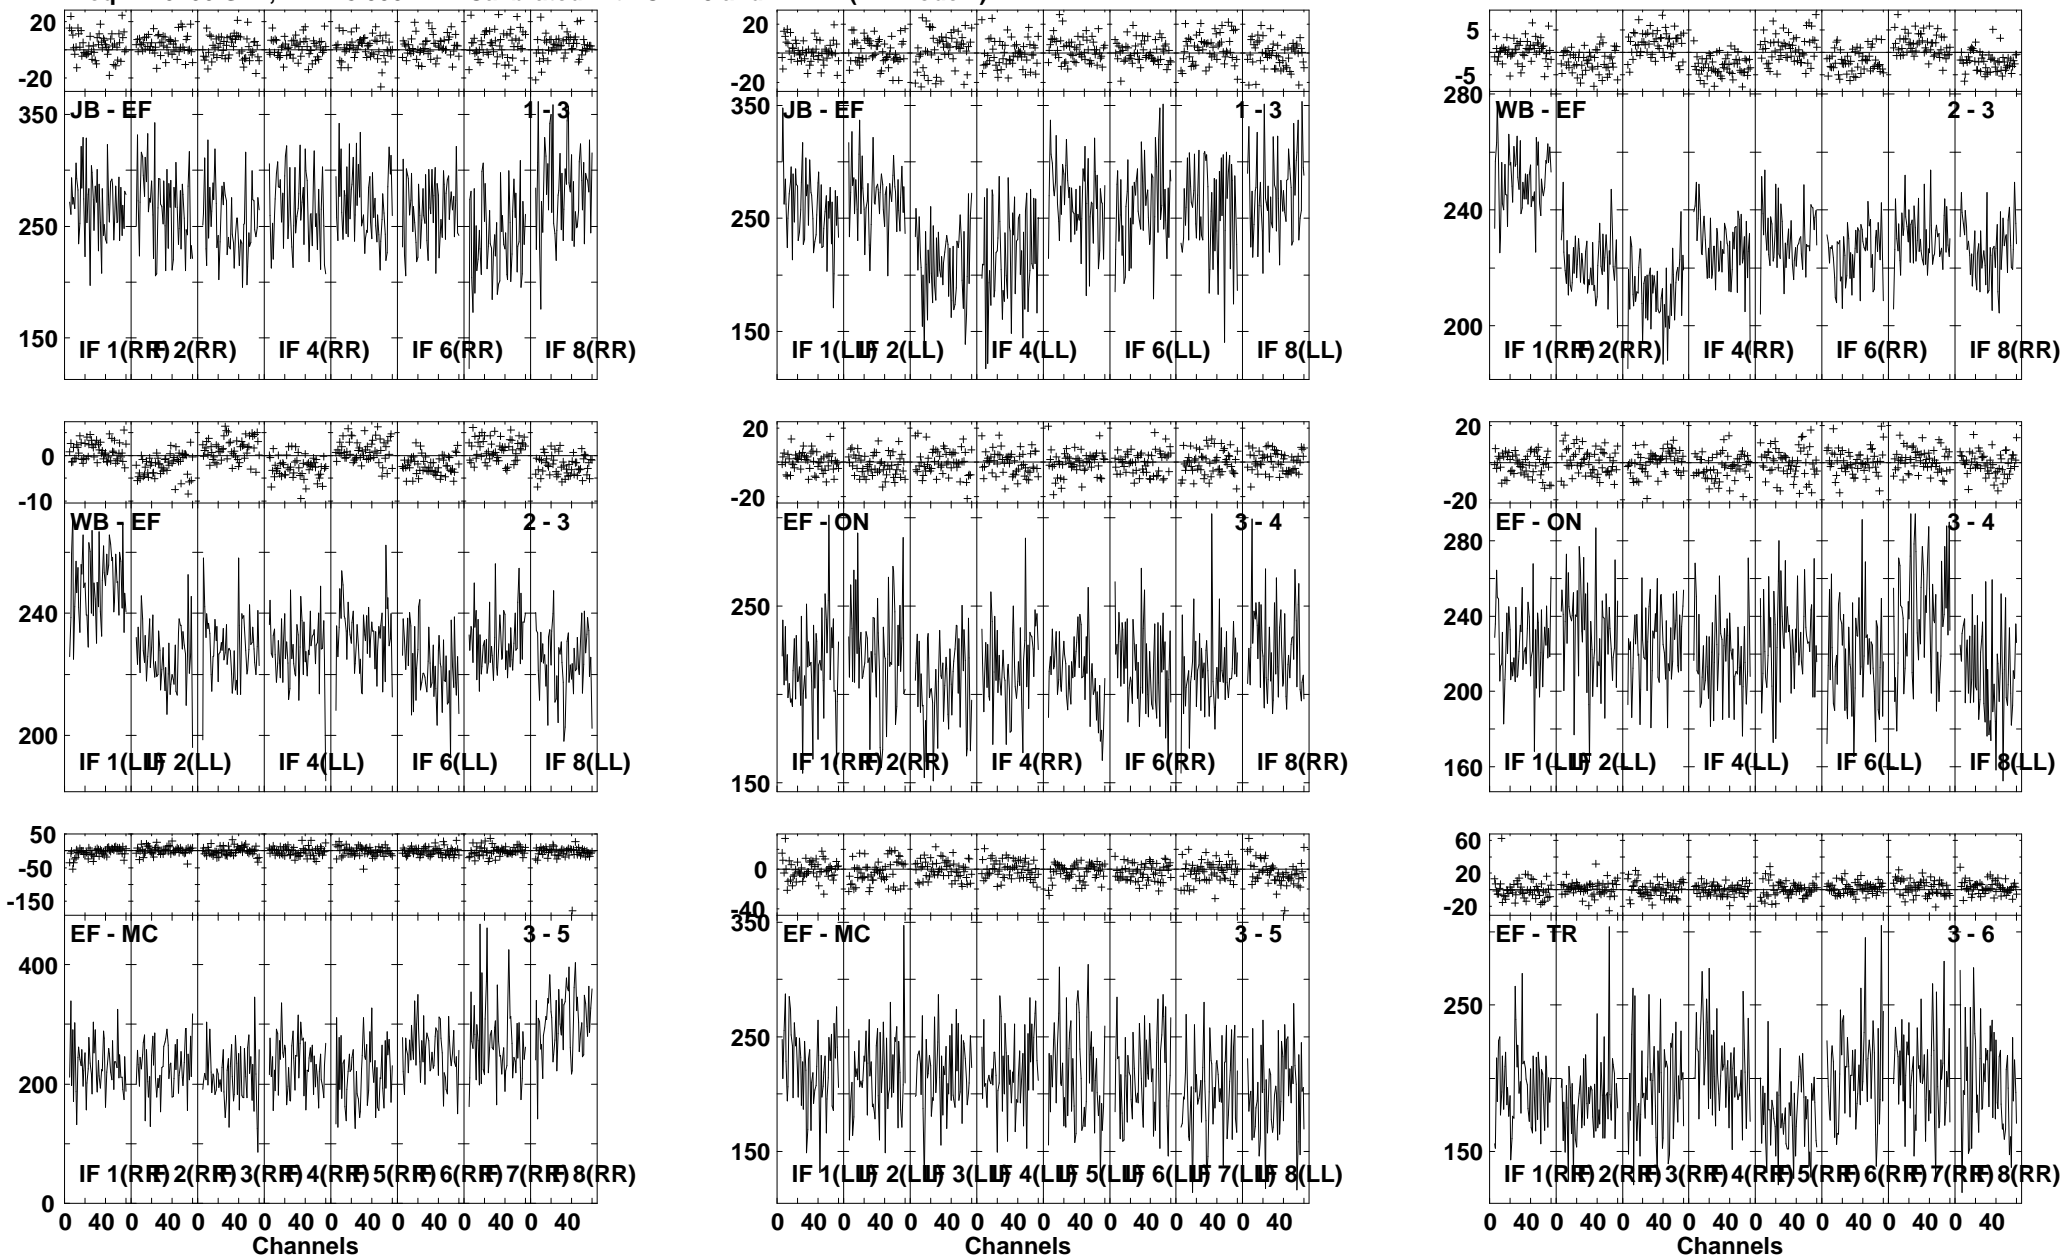 20 20 5
-20 -20 -5
350 JB - EF 1 - 3 350 JB - EF 1 - 3 280 WB - EF 2 - 3
250 250 240
150 150 200
IF 1(RR) IF 2(RR) IF 4(RR) IF 6(RR) IF 8(RR) IF 1(LL) IF 2(LL) IF 4(LL) IF 6(LL) IF 8(LL) IF 1(RR) IF 2(RR) IF 4(RR) IF 6(RR) IF 8(RR)
0 20 20
-10 -20 -20
WB - EF 2 - 3 EF - ON 3 - 4 EF - ON 3 - 4
280
240 250 240
200 200
IF 1(LL) IF 2(LL) IF 4(LL) IF 6(LL) IF 8(LL) IF 1(RR) IF 2(RR) IF 4(RR) IF 6(RR) IF 8(RR) IF 1(LL) IF 2(LL) IF 4(LL) IF 6(LL) IF 8(LL)
150 160
50 60
-50 0 20
-150 -40 -20
EF - MC 3 - 5 350 EF - MC 3 - 5 EF - TR 3 - 6
400 250 250
200 150 150
IF 1(RR) IF 2(RR) IF 3(RR) IF 4(RR) IF 5(RR) IF 6(RR) IF 7(RR) IF 8(RR) IF 1(LL) IF 2(LL) IF 3(LL) IF 4(LL) IF 5(LL) IF 6(LL) IF 7(LL) IF 8(LL) IF 1(RR) IF 2(RR) IF 3(RR) IF 4(RR) IF 5(RR) IF 6(RR) IF 7(RR) IF 8(RR)
0
0 40 0 40 0 40 0 40 0 40 0 40 0 40 0 40 0 40 0 40 0 40 0 40 0 40 0 40 0 40 0 40 0 40 0 40 0 40 0 40 0 40 0 40 0 40 0 40
Channels Channels Channels